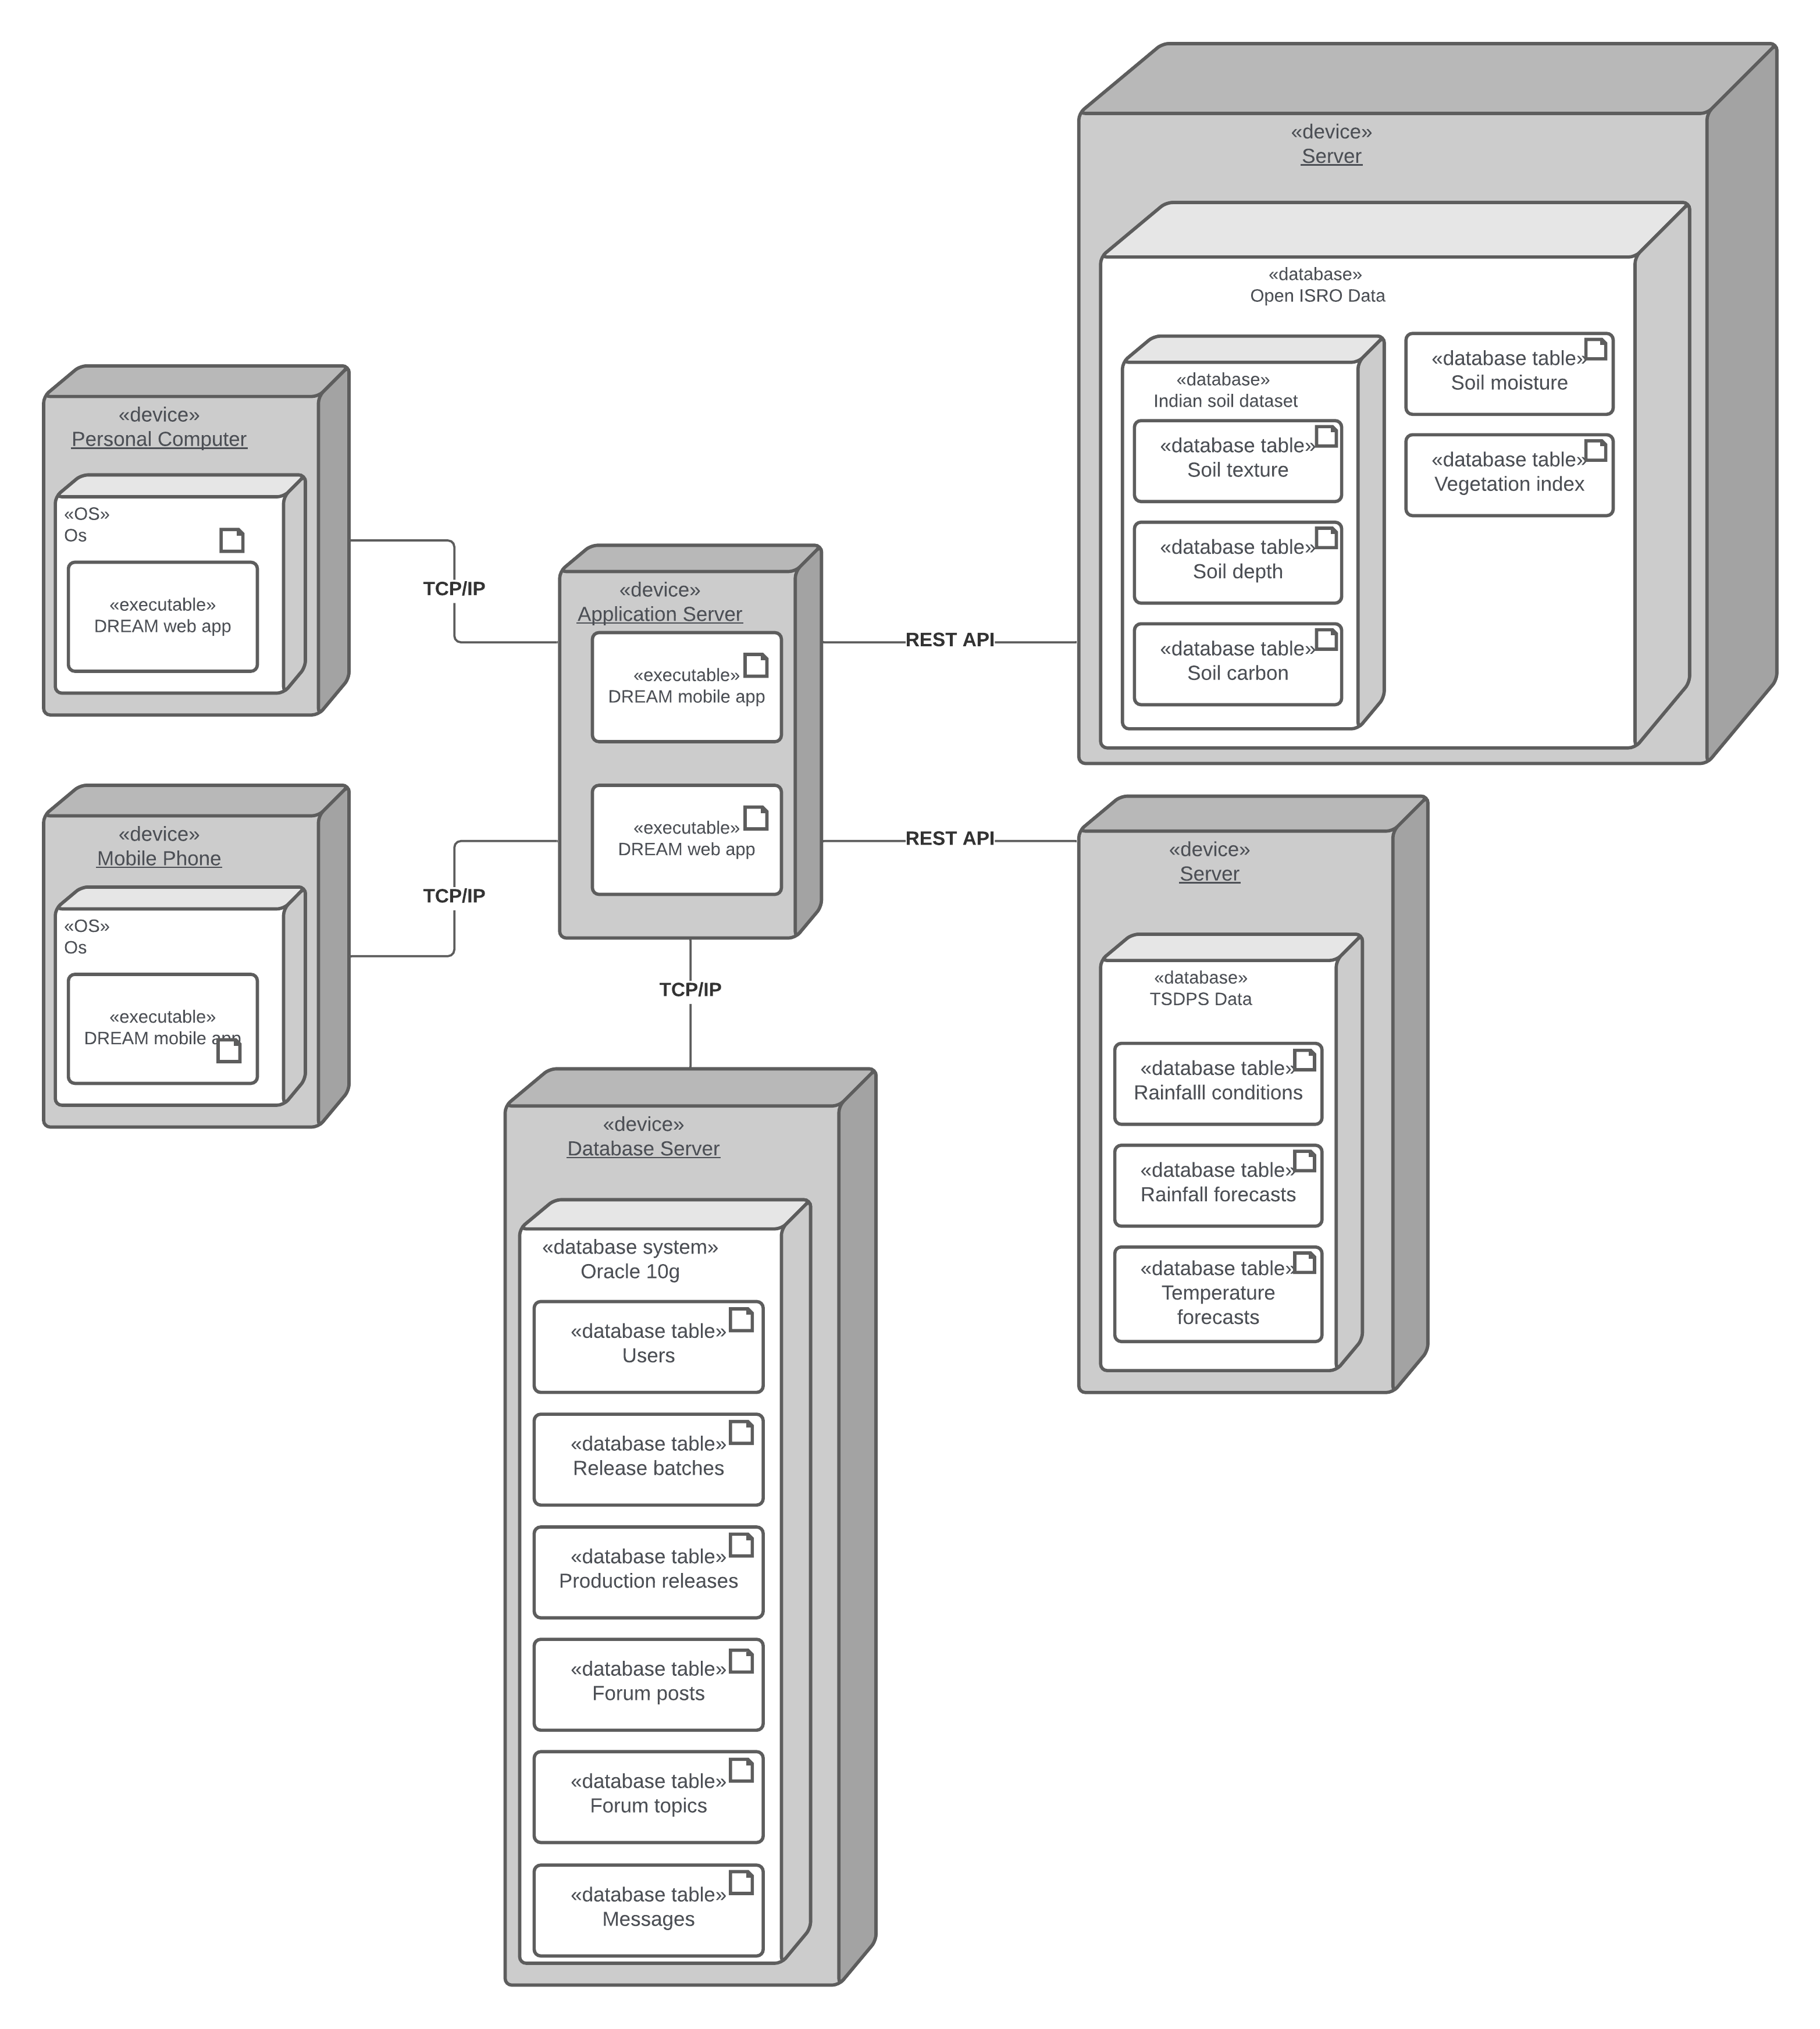 «device»
Server
«database»
Open ISRO Data
«database»
Indian soil dataset
«database table»
Soil texture
«database table»
Soil depth
«database table»
Soil carbon
«database table»
Soil moisture
«database table»
Vegetation index
«device»
Personal Computer
«OS»
Os
«executable»
DREAM web app
TCP/IP
«device»
Application Server
«executable»
DREAM mobile app
«executable»
DREAM web app
REST API
REST API
«device»
Mobile Phone
«OS»
Os
«executable»
DREAM mobile app
TCP/IP
TCP/IP
«device»
Server
«database»
TSDPS Data
«database table»
Rainfalll conditions
«database table»
Rainfall forecasts
«database table»
Temperature
forecasts
«device»
Database Server
«database system»
Oracle 10g
«database table»
Users
«database table»
Release batches
«database table»
Production releases
«database table»
Forum posts
«database table»
Forum topics
«database table»
Messages